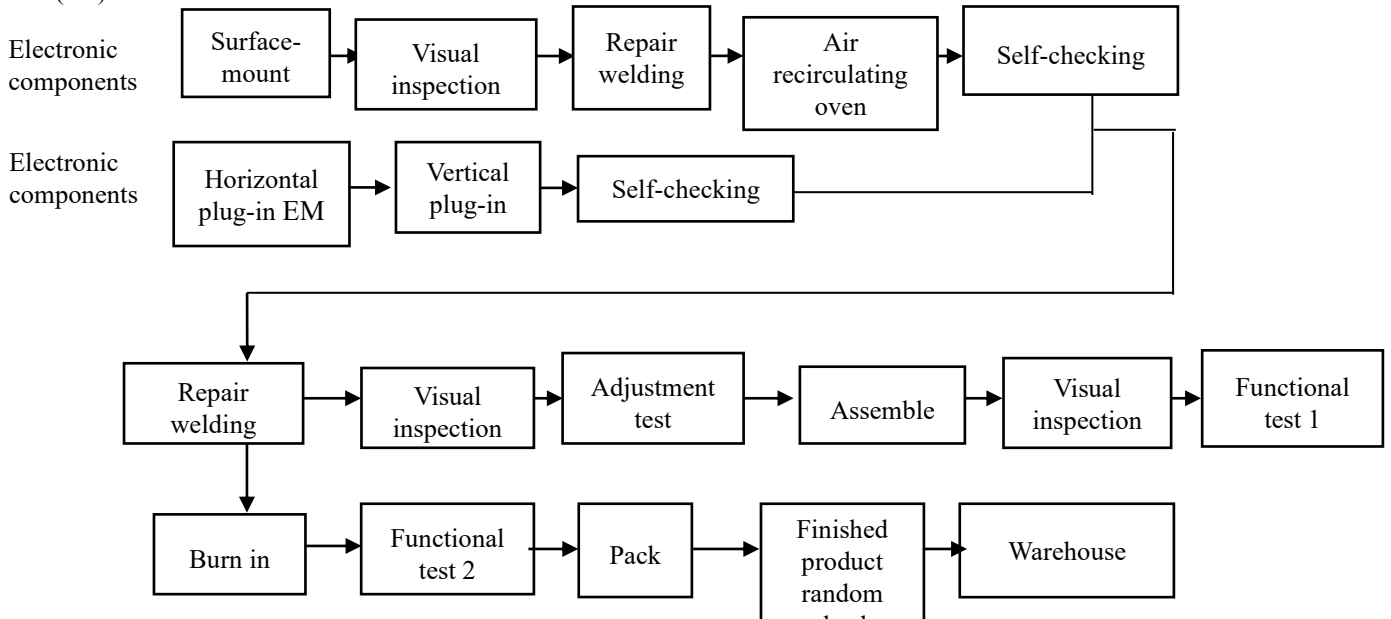 Electronic
components
Surface-
mount
Visual
inspection
Repair
welding
Air
recirculating
oven
Self-checking
Electronic
components
Horizontal
plug-in EM
Vertical
plug-in
Self-checking
Repair
welding
Visual
inspection
Adjustment
test
Assemble
Visual
inspection
Functional
test 1
Burn in
Functional
test 2
Pack
Finished
product
random
Warehouse